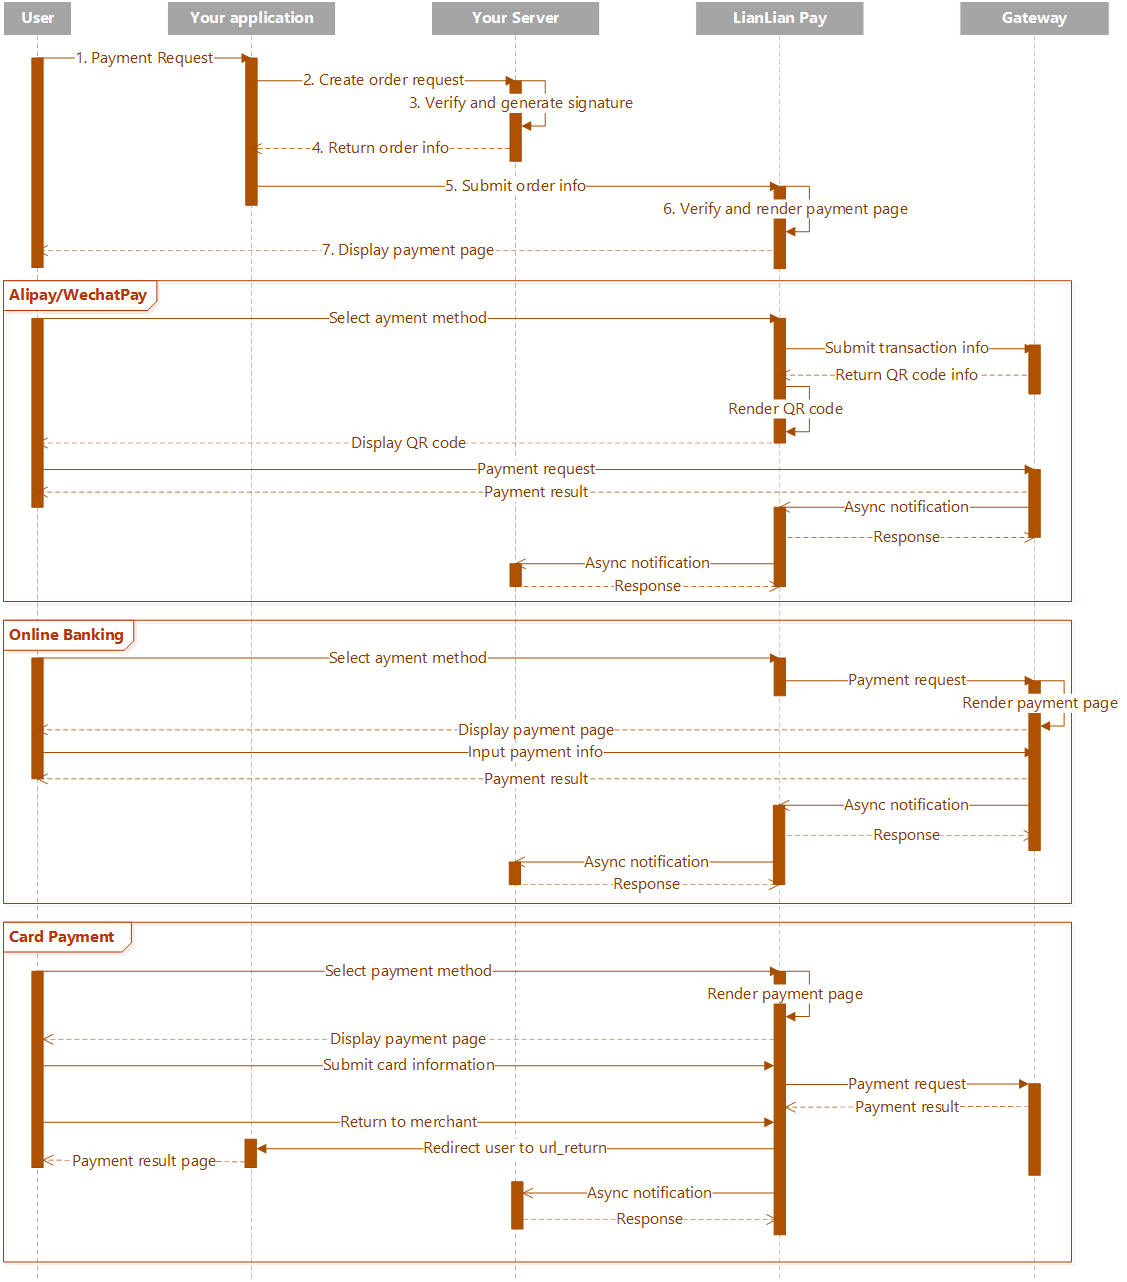 User
Your application
Your Server
LianLian Pay
Gateway
1. Payment Request
2. Create order request
3. Verify and generate signature
4. Return order info
5. Submit order info
6. Verify and render payment page
7. Display payment page
Alipay/WechatPay
Select ayment method
Submit transaction info
Return QR code info
Render QR code
Display QR code
Payment request
Payment result
Async notification
Response
Async notification
Response
Online Banking
Select ayment method
Payment request
Render payment page
Display payment page
Input payment info
Payment result
Async notification
Response
Async notification
Response
Card Payment
Select payment method
Render payment page
Display payment page
Submit card information
Payment request
Payment result
Return to merchant
Redirect user to url_return
Payment result page
Async notification
Response